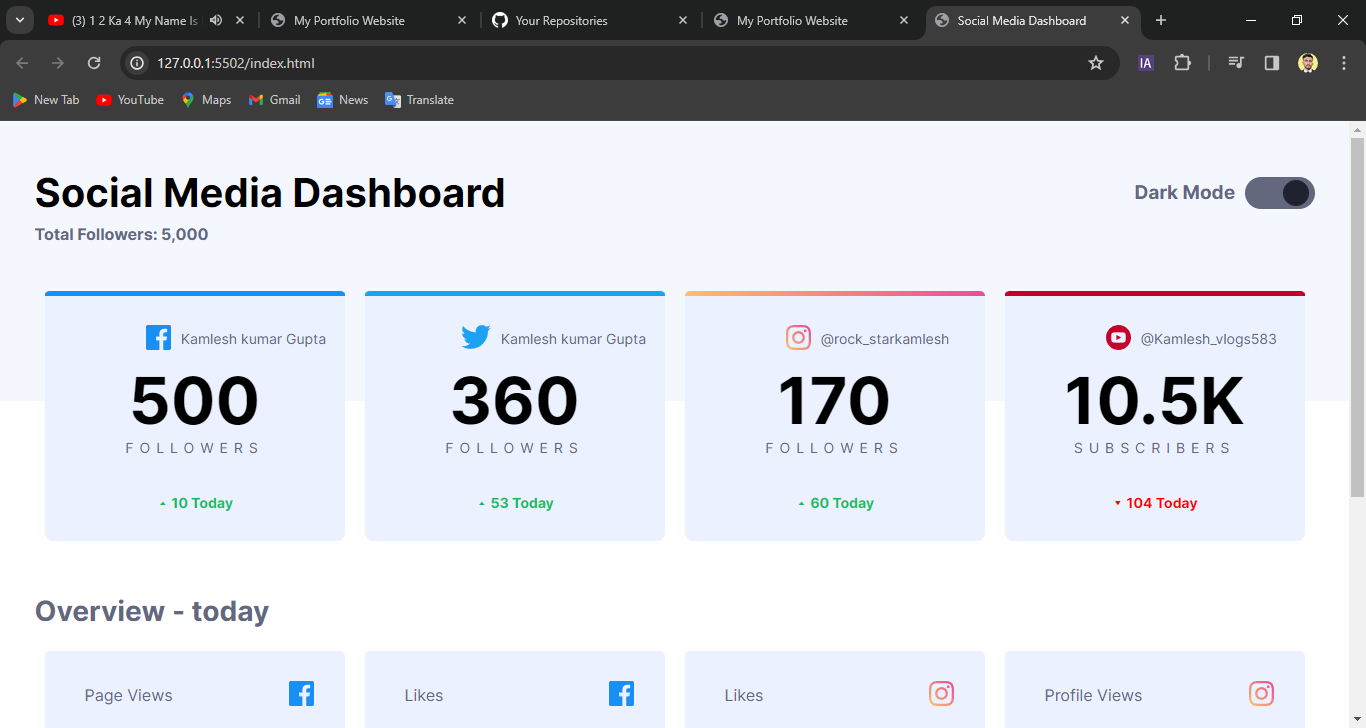 (3) 1 2 Ka 4 My Name Is
My Portfolio Website
Your Repositories
My Portfolio Website
Social Media Dashboard
127.0.0.1:5502/index.html
IA
New Tab
YouTube
Maps
Gmail
News
Translate
Social Media Dashboard
Dark Mode
Total Followers: 5,000
Kamlesh kumar Gupta
500
FOLLOWERS
10 Today
Kamlesh kumar Gupta
360
FOLLOWERS
53 Today
@rock_starkamlesh
170
FOLLOWERS
60 Today
@Kamlesh_vlogs583
10.5K
SUBSCRIBERS
104 Today
Overview - today
Page Views
Likes
Likes
Profile Views